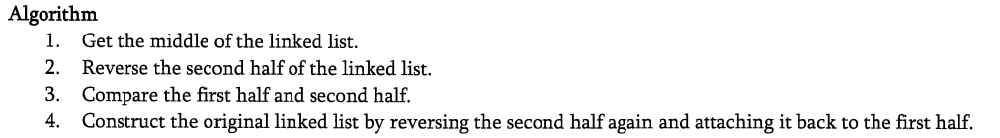 Algorithm
1. Get the middle of the linked list.
2. Reverse the second half of the linked list.
3. Compare the first half and second half.
4. Construct the original linked list by reversing the second half again and attaching it back to the first half.